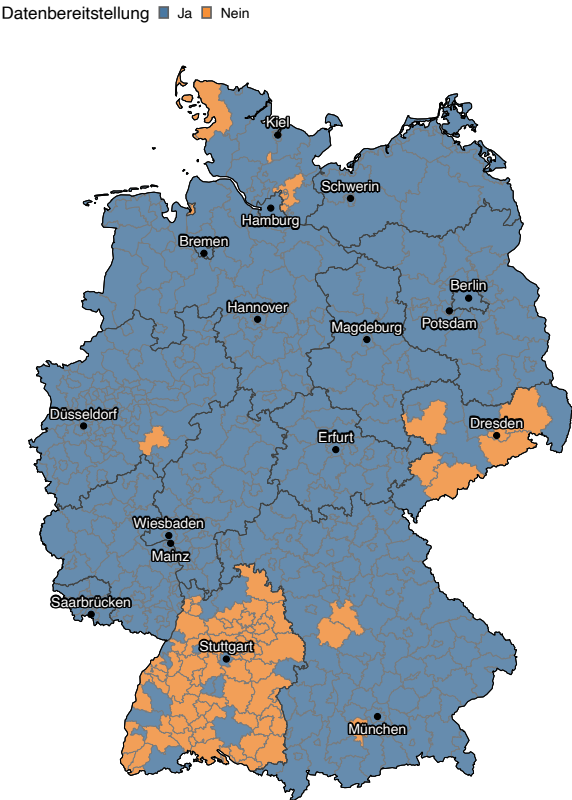 Datenbereitstellung Ja Nein
Kiel
Schwerin
Hamburg
Bremen
Berlin
Hannover
Potsdam
Magdeburg
Düsseldorf
Dresden
Erfurt
Wiesbaden
Mainz
Saarbrücken
Stuttgart
München